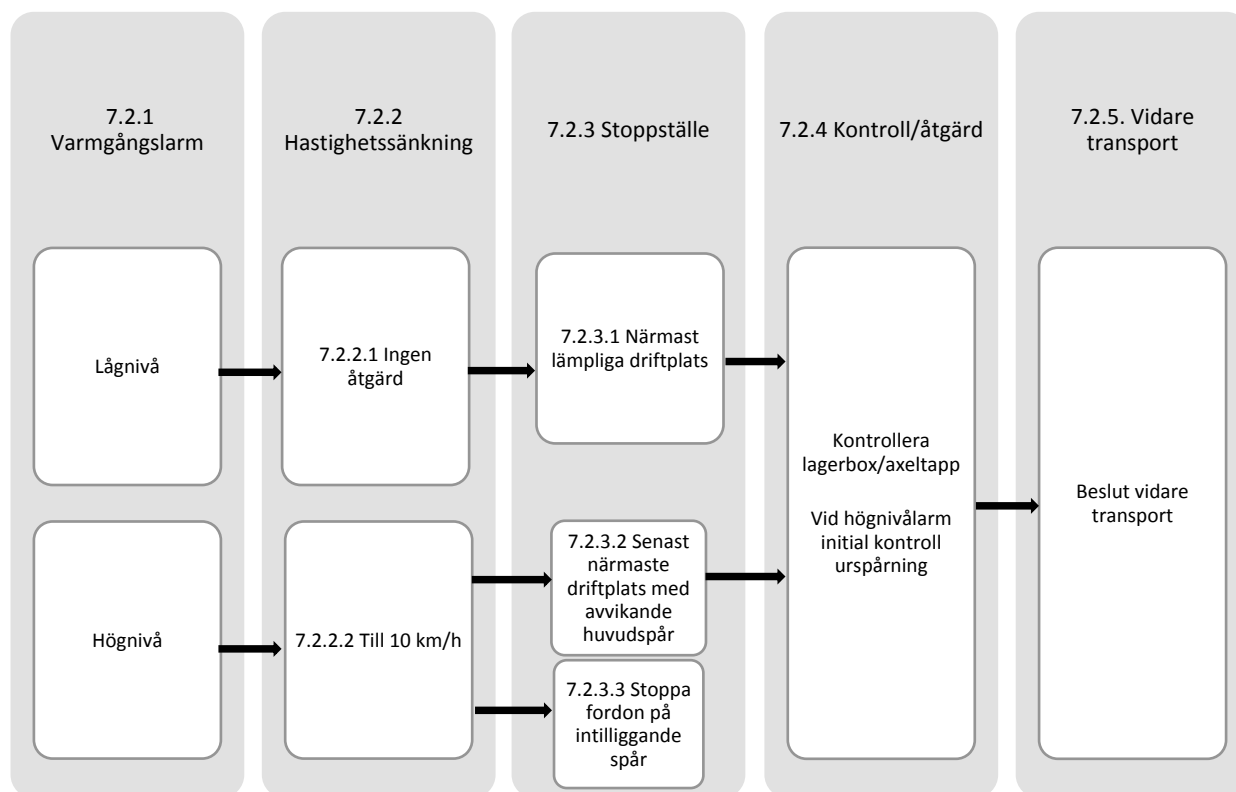 7.2.1
Varmgångslarm
7.2.2
Hastighetssänkning
7.2.3 Stoppställe
7.2.4 Kontroll/åtgärd
7.2.5. Vidare
transport
Lågnivå
7.2.2.1 Ingen
åtgärd
7.2.3.1 Närmast
lämpliga driftplats
Kontrollera
lagerbox/axeltapp
Vid högnivålarm
initial kontroll
urspårning
Beslut vidare
transport
Högnivå
7.2.2.2 Till 10 km/h
7.2.3.2 Senast
närmaste
driftplats med
avvikande
huvudspår
7.2.3.3 Stoppa
fordon på
intilliggande
spår